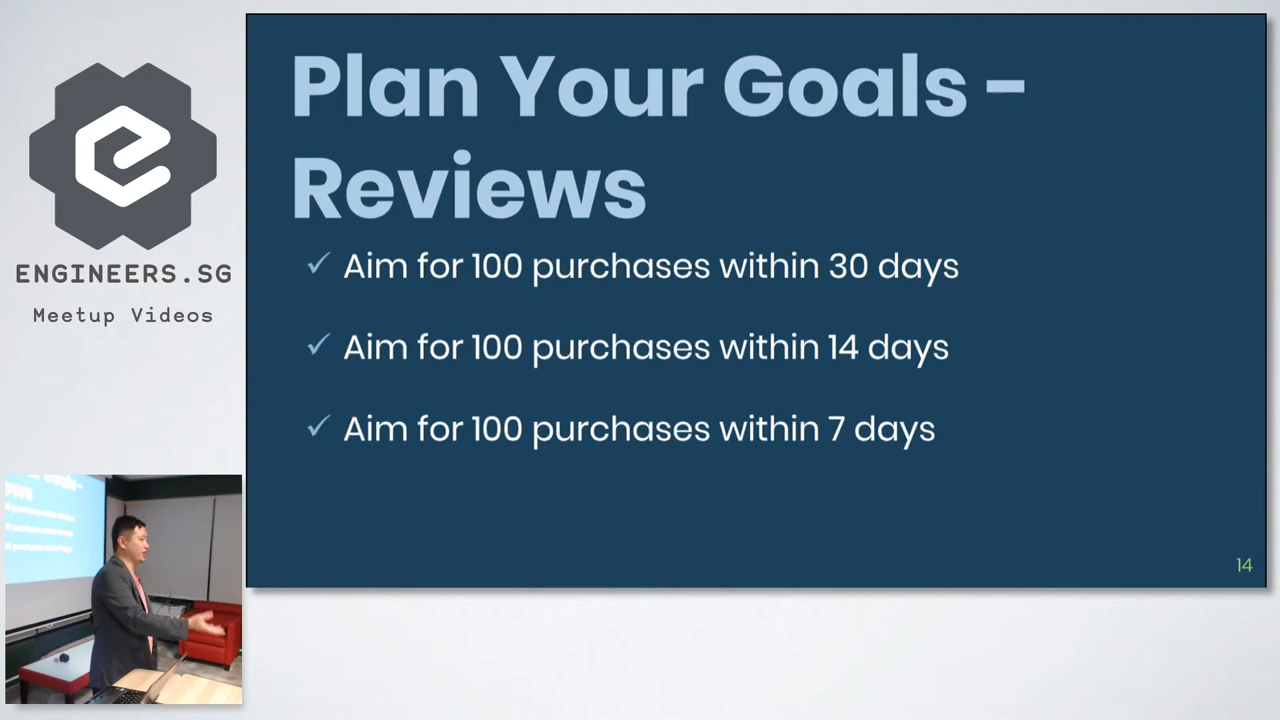 Plan Your Goals -
Reviews
✓ Aim for 100 purchases within 30 days
✓ Aim for 100 purchases within 14 days
✓ Aim for 100 purchases within 7 days
14
ENGINEERS.SG
Meetup Videos